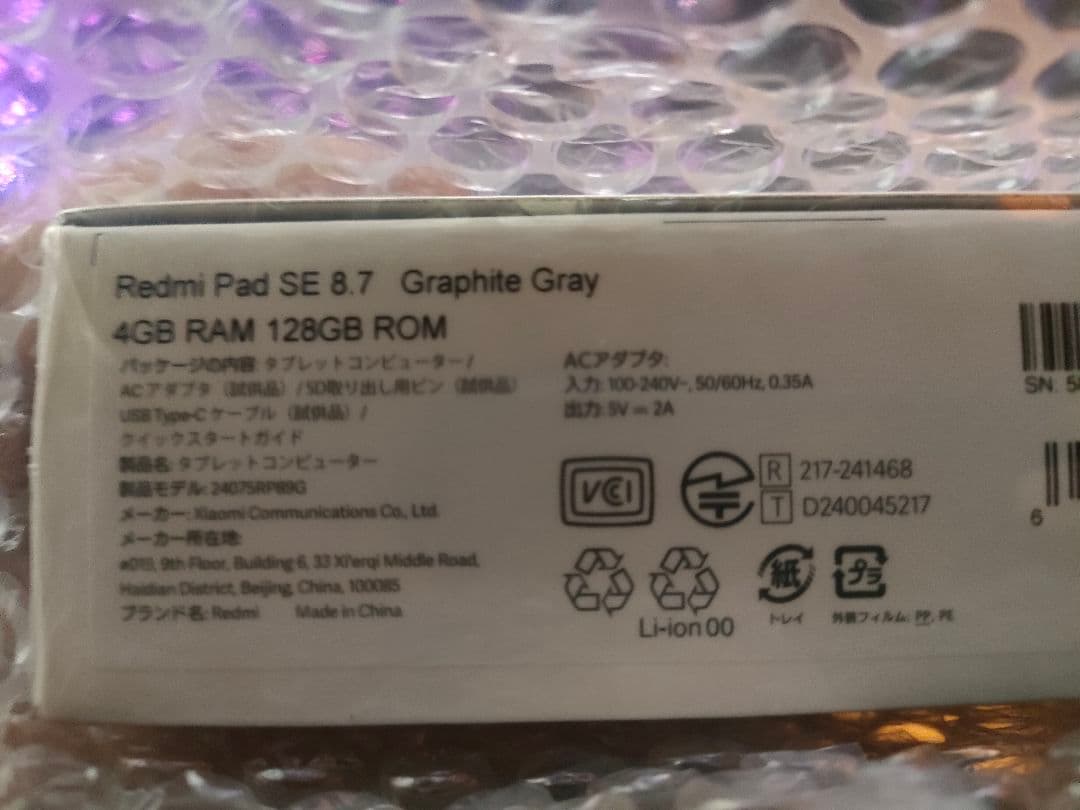 Redmi Pad SE 8.7 Graphite Gray
4GB RAM 128GB ROM
パッケージの内容: タブレットコンピューター/
ACアダプタ（試供品）/SD取り出し用ピン（試供品）
USB Type-Cケーブル（試供品）/
クイックスタートガイド
製品名: タブレットコンピューター
製品モデル: 24075RP89G
メーカー: Xiaomi Communications Co., Ltd.
メーカー所在地:
#019, 9th Floor, Building 6, 33 Xi'erqi Middle Road,
Haidian District, Beijing, China, 100085
ブランド名: Redmi Made in China
ACアダプタ:
入力: 100-240V~, 50/60Hz, 0.35A
出力: 5V⎓2A
VCCI
R 217-241468
T D240045217
Li-ion 00
紙
トレイ
プラ
外装フィルム: PP, PE
SN: 5
6